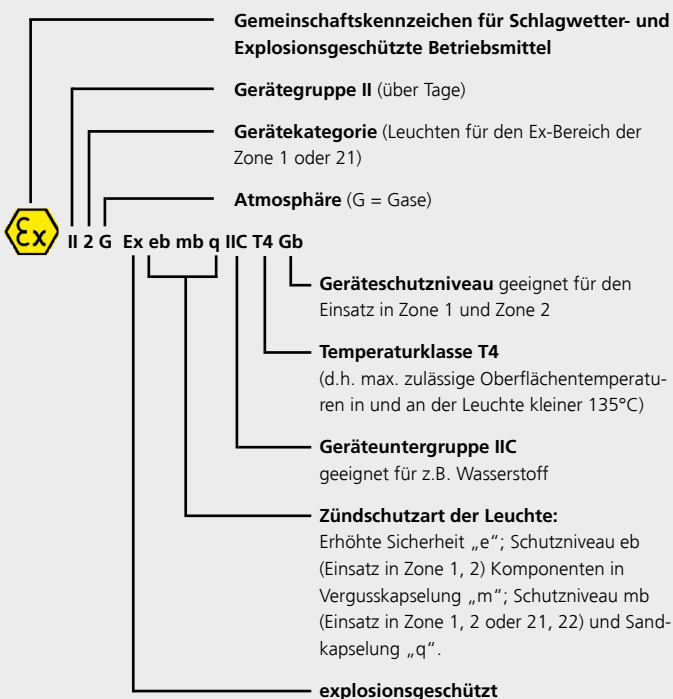 Gemeinschaftskennzeichen für Schlagwetter- und
Explosionsgeschützte Betriebsmittel
Gerätegruppe II (über Tage)
Gerätekategorie (Leuchten für den Ex-Bereich der
Zone 1 oder 21)
Atmosphäre (G = Gase)
Ex II 2 G Ex eb mb q IIC T4 Gb
Geräteschutzniveau geeignet für den
Einsatz in Zone 1 und Zone 2
Temperaturklasse T4
(d.h. max. zulässige Oberflächentemperatu-
ren in und an der Leuchte kleiner 135°C)
Geräteuntergruppe IIC
geeignet für z.B. Wasserstoff
Zündschutzart der Leuchte:
Erhöhte Sicherheit „e“; Schutzniveau eb
(Einsatz in Zone 1, 2) Komponenten in
Vergusskapselung „m“; Schutzniveau mb
(Einsatz in Zone 1, 2 oder 21, 22) und Sand-
kapselung „q“.
explosionsgeschützt